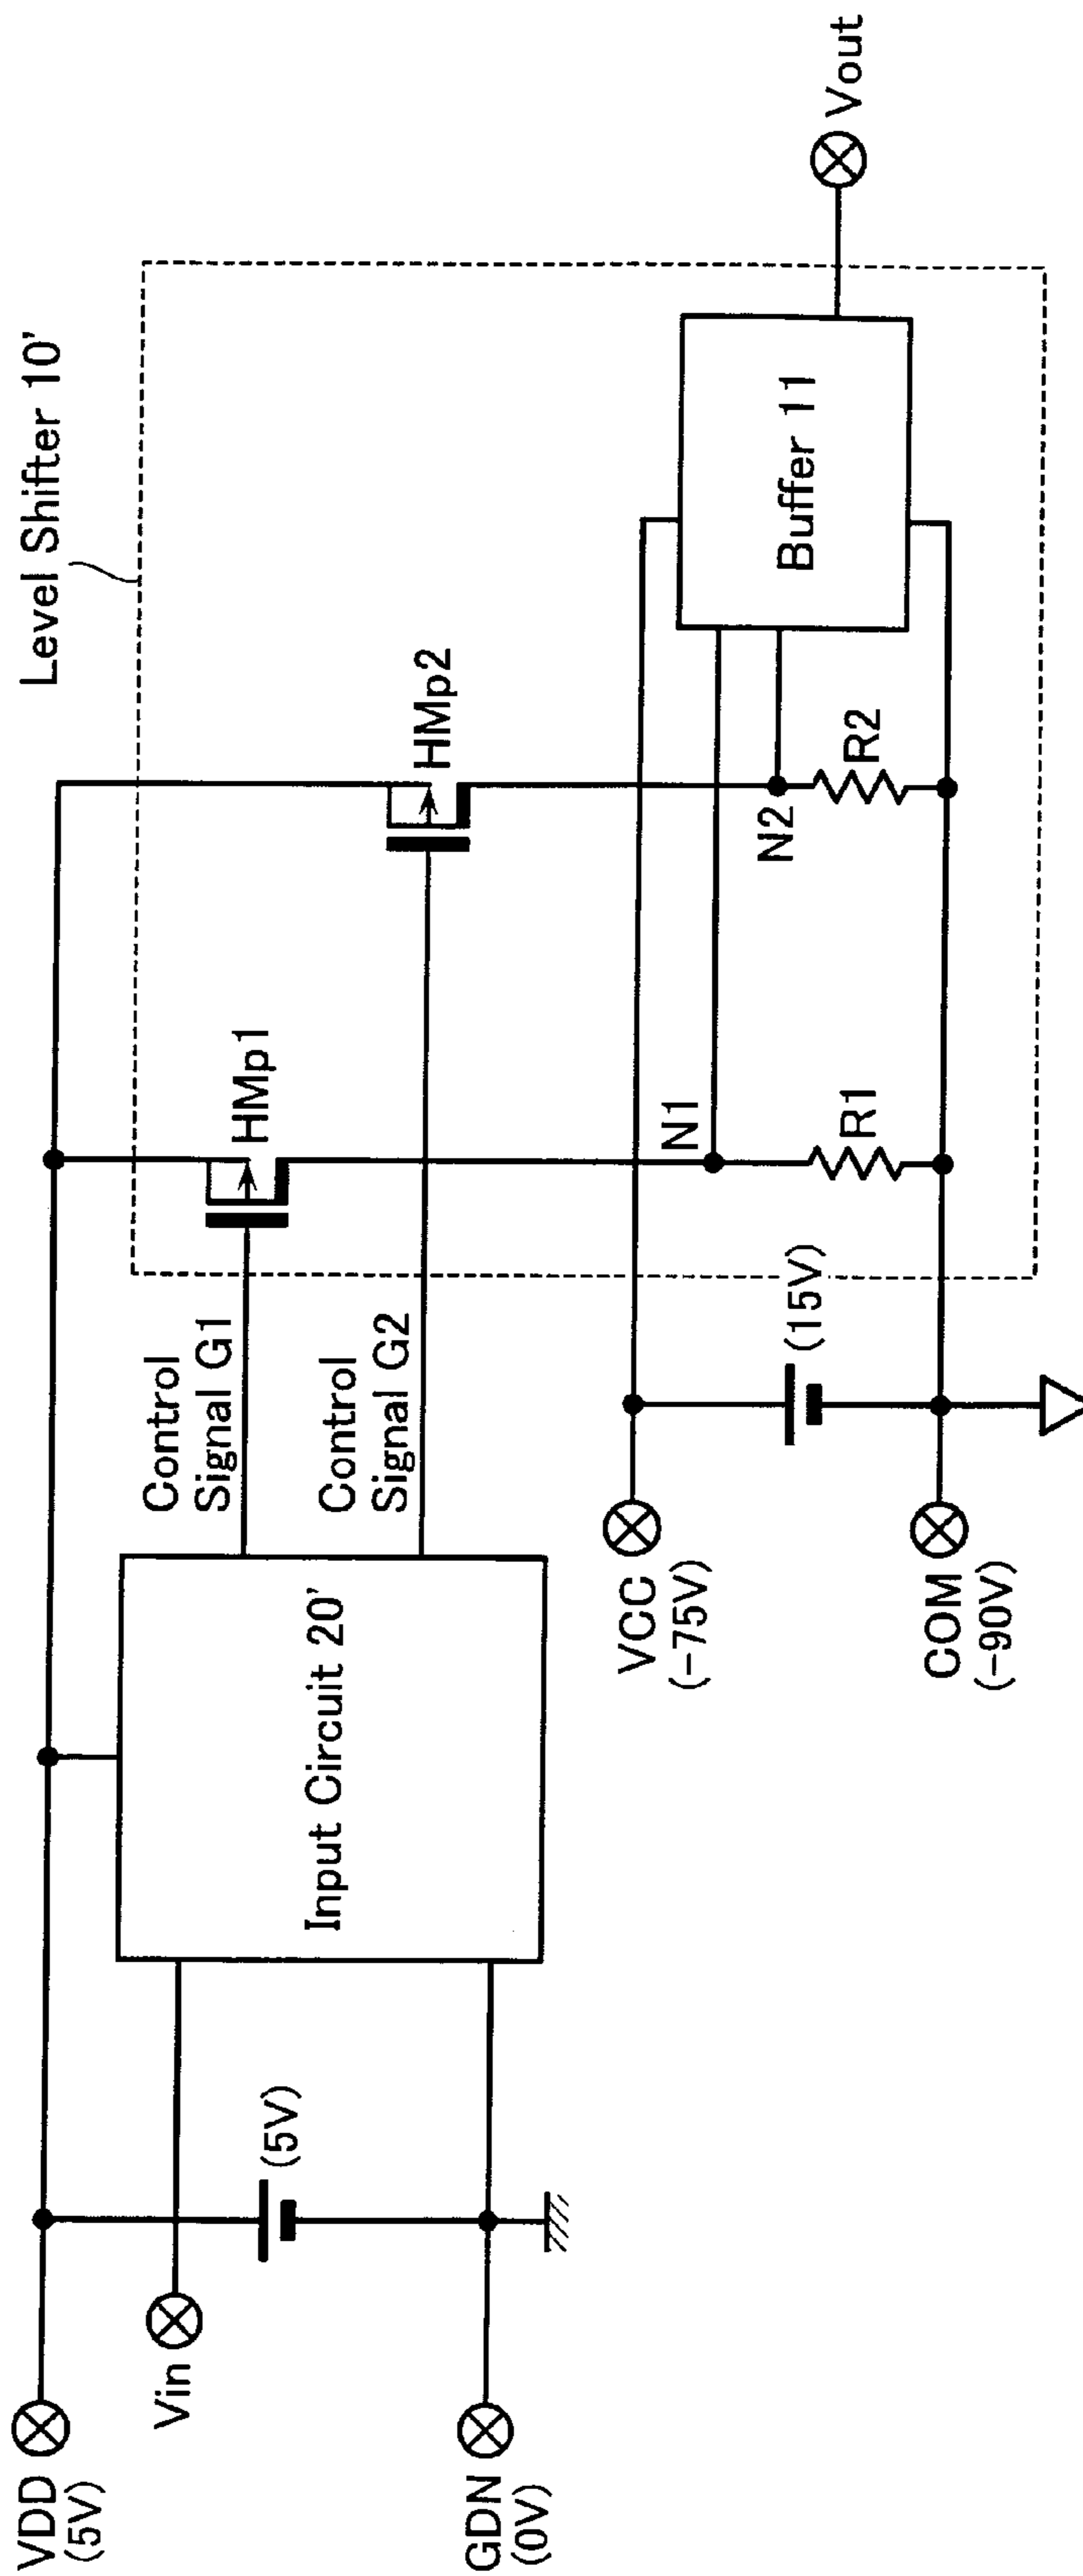 Level Shifter 10'
VDD
(5V)
Vin
(5V)
GDN
(0V)
Input Circuit 20'
Control
Signal G1
Control
Signal G2
HMp1
HMp2
N1
N2
R1
R2
Buffer 11
Vout
VCC
(-75V)
(15V)
COM
(-90V)